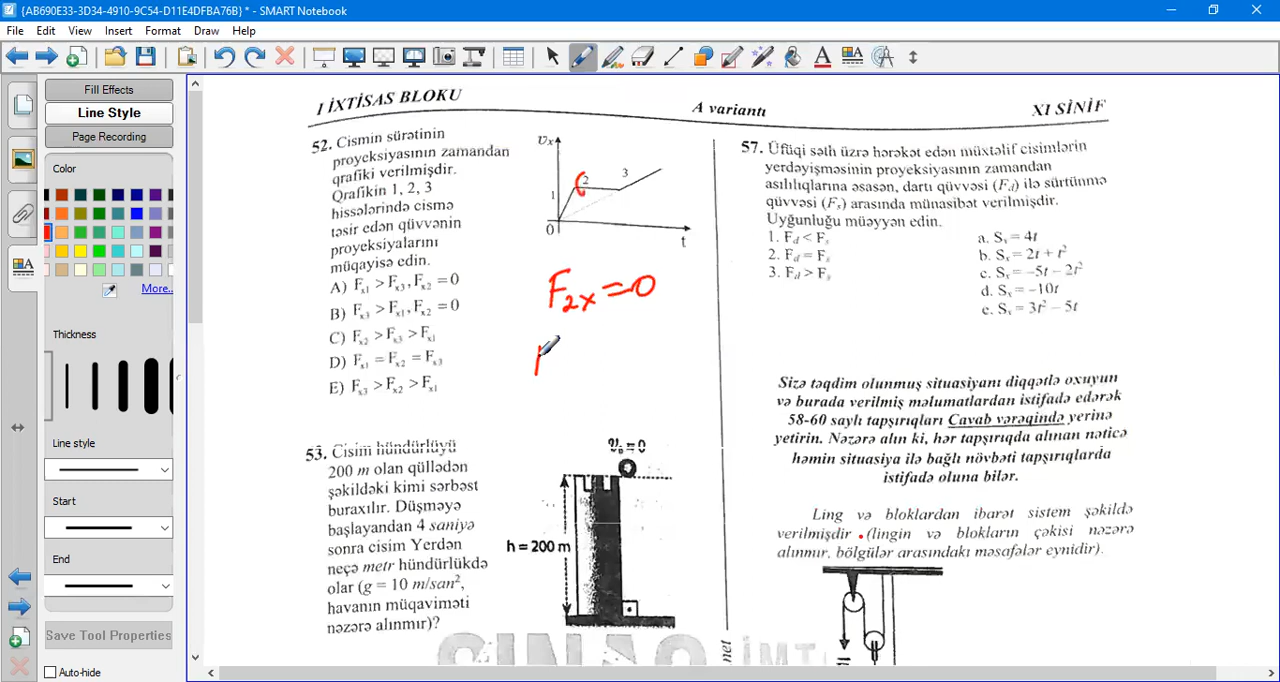 {AB690E33-3D34-4910-9C54-D11E4DFBA76B} * - SMART Notebook
File Edit View Insert Format Draw Help
Fill Effects
Line Style
Page Recording
Color
More..
Thickness
Line style
Start
End
Save Tool Properties
Auto-hide
I İXTİSAS BLOKU
A variantı
XI SİNİF
52. Cismin sürətinin
proyeksiyasının zamandan
qrafiki verilmişdir.
Qrafikin 1, 2, 3
hissələrində cismə
təsir edən qüvvənin
proyeksiyalarını
müqayisə edin.
A) Fx1 > Fx3, Fx2 = 0
B) Fx3 > Fx1, Fx2 = 0
C) Fx2 > Fx3 > Fx1
D) Fx1 = Fx2 = Fx3
E) Fx3 > Fx2 > Fx1
υx
1
2
3
0
t
F2x = 0
53. Cisim hündürlüyü
200 m olan qüllədən
şəkildəki kimi sərbəst
buraxılır. Düşməyə
başlayandan 4 saniyə
sonra cisim Yerdən
neçə metr hündürlükdə
olar (g = 10 m/san²,
havanın müqaviməti
nəzərə alınmır)?
h = 200 m
57. Üfüqi səth üzrə hərəkət edən müxtəlif cisimlərin
yerdəyişməsinin proyeksiyasının zamandan
asılılıqlarına əsasən, dartı qüvvəsi (Fd) ilə sürtünmə
qüvvəsi (Fs) arasında münasibət verilmişdir.
Uyğunluğu müəyyən edin.
1. Fd < Fs
2. Fd = Fs
3. Fd > Fs
a. Sx = 4t
b. Sx = 2t + t²
c. Sx = −5t − 2t²
d. Sx = −10t
e. Sx = 3t² − 5t
Sizə təqdim olunmuş situasiyanı diqqətlə oxuyun
və burada verilmiş məlumatlardan istifadə edərək
58-60 saylı tapşırıqları Cavab vərəqində yerinə
yetirin. Nəzərə alın ki, hər tapşırıqda alınan nəticə
həmin situasiya ilə bağlı növbəti tapşırıqlarda
istifadə oluna bilər.
Ling və bloklardan ibarət sistem şəkildə
verilmişdir (lingin və blokların çəkisi nəzərə
alınmır, bölgülər arasındakı məsafələr eynidir).
net